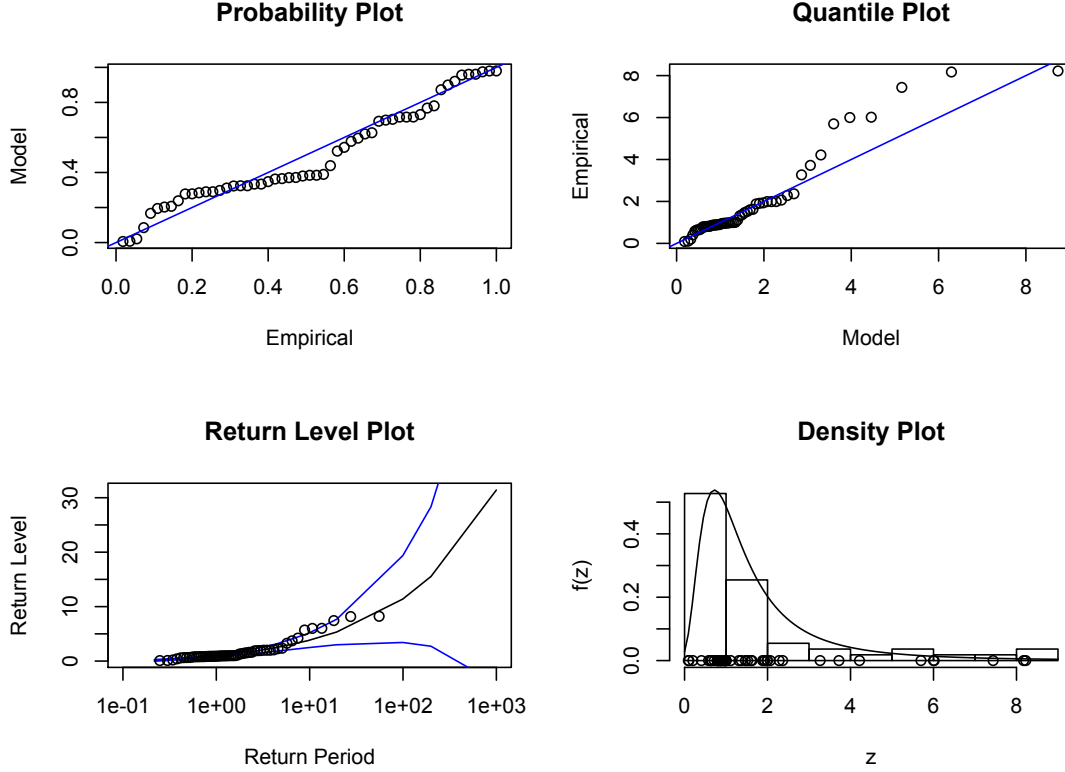 Probability Plot
Model
0.0 0.4 0.8
0.0 0.2 0.4 0.6 0.8 1.0
Empirical
Quantile Plot
Empirical
0 2 4 6 8
0 2 4 6 8
Model
Return Level Plot
Return Level
0 10 20 30
1e-01 1e+00 1e+01 1e+02 1e+03
Return Period
Density Plot
f(z)
0.0 0.2 0.4
0 2 4 6 8
z